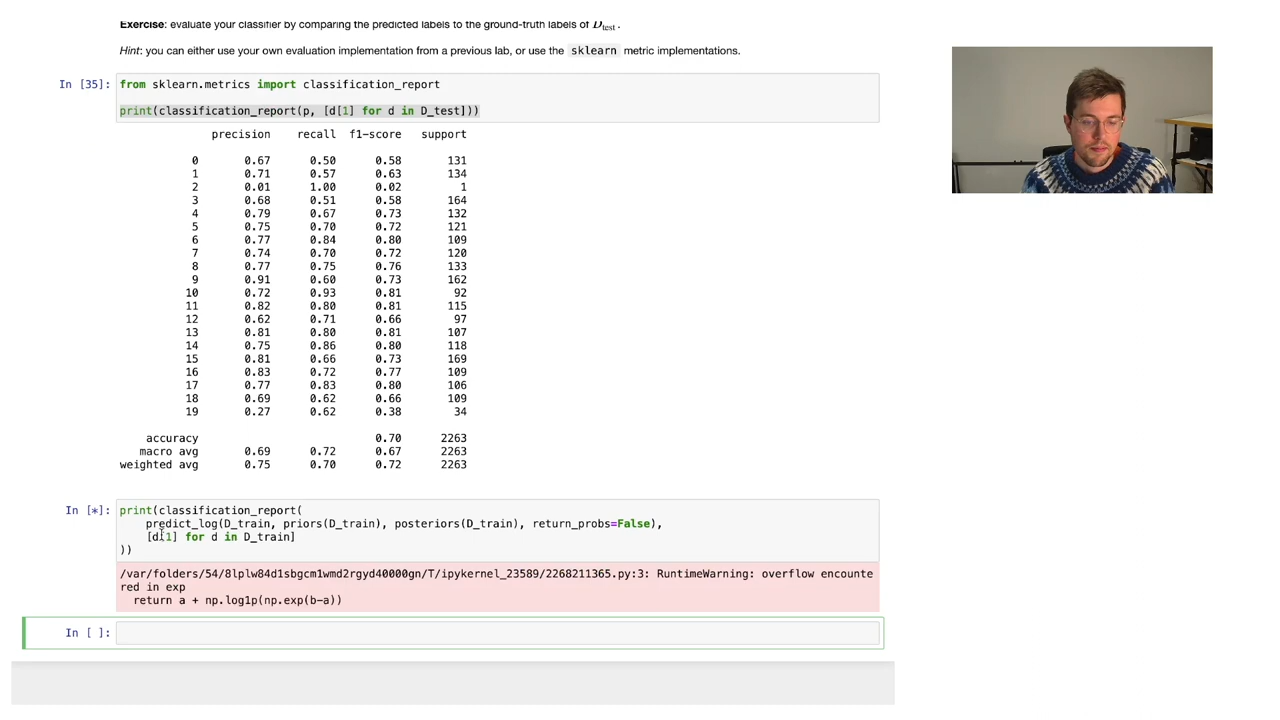 Exercise: evaluate your classifier by comparing the predicted labels to the ground-truth labels of D_test.
Hint: you can either use your own evaluation implementation from a previous lab, or use the sklearn metric implementations.
In [35]: from sklearn.metrics import classification_report
print(classification_report(p, [d[1] for d in D_test]))
precision recall f1-score support
0 0.67 0.50 0.58 131
1 0.71 0.57 0.63 134
2 0.01 1.00 0.02 1
3 0.68 0.51 0.58 164
4 0.79 0.67 0.73 132
5 0.75 0.70 0.72 121
6 0.77 0.84 0.80 109
7 0.74 0.70 0.72 120
8 0.77 0.75 0.76 133
9 0.91 0.60 0.73 162
10 0.72 0.93 0.81 92
11 0.82 0.80 0.81 115
12 0.62 0.71 0.66 97
13 0.81 0.80 0.81 107
14 0.75 0.86 0.80 118
15 0.81 0.66 0.73 169
16 0.83 0.72 0.77 109
17 0.77 0.83 0.80 106
18 0.69 0.62 0.66 109
19 0.27 0.62 0.38 34
accuracy 0.70 2263
macro avg 0.69 0.72 0.67 2263
weighted avg 0.75 0.70 0.72 2263
In [*]: print(classification_report(
predict_log(D_train, priors(D_train), posteriors(D_train), return_probs=False),
[d[1] for d in D_train]
))
/var/folders/54/8lplw84d1sbgcm1wmd2rgyd40000gn/T/ipykernel_23589/2268211365.py:3: RuntimeWarning: overflow encounte
red in exp
return a + np.log1p(np.exp(b-a))
In [ ]: